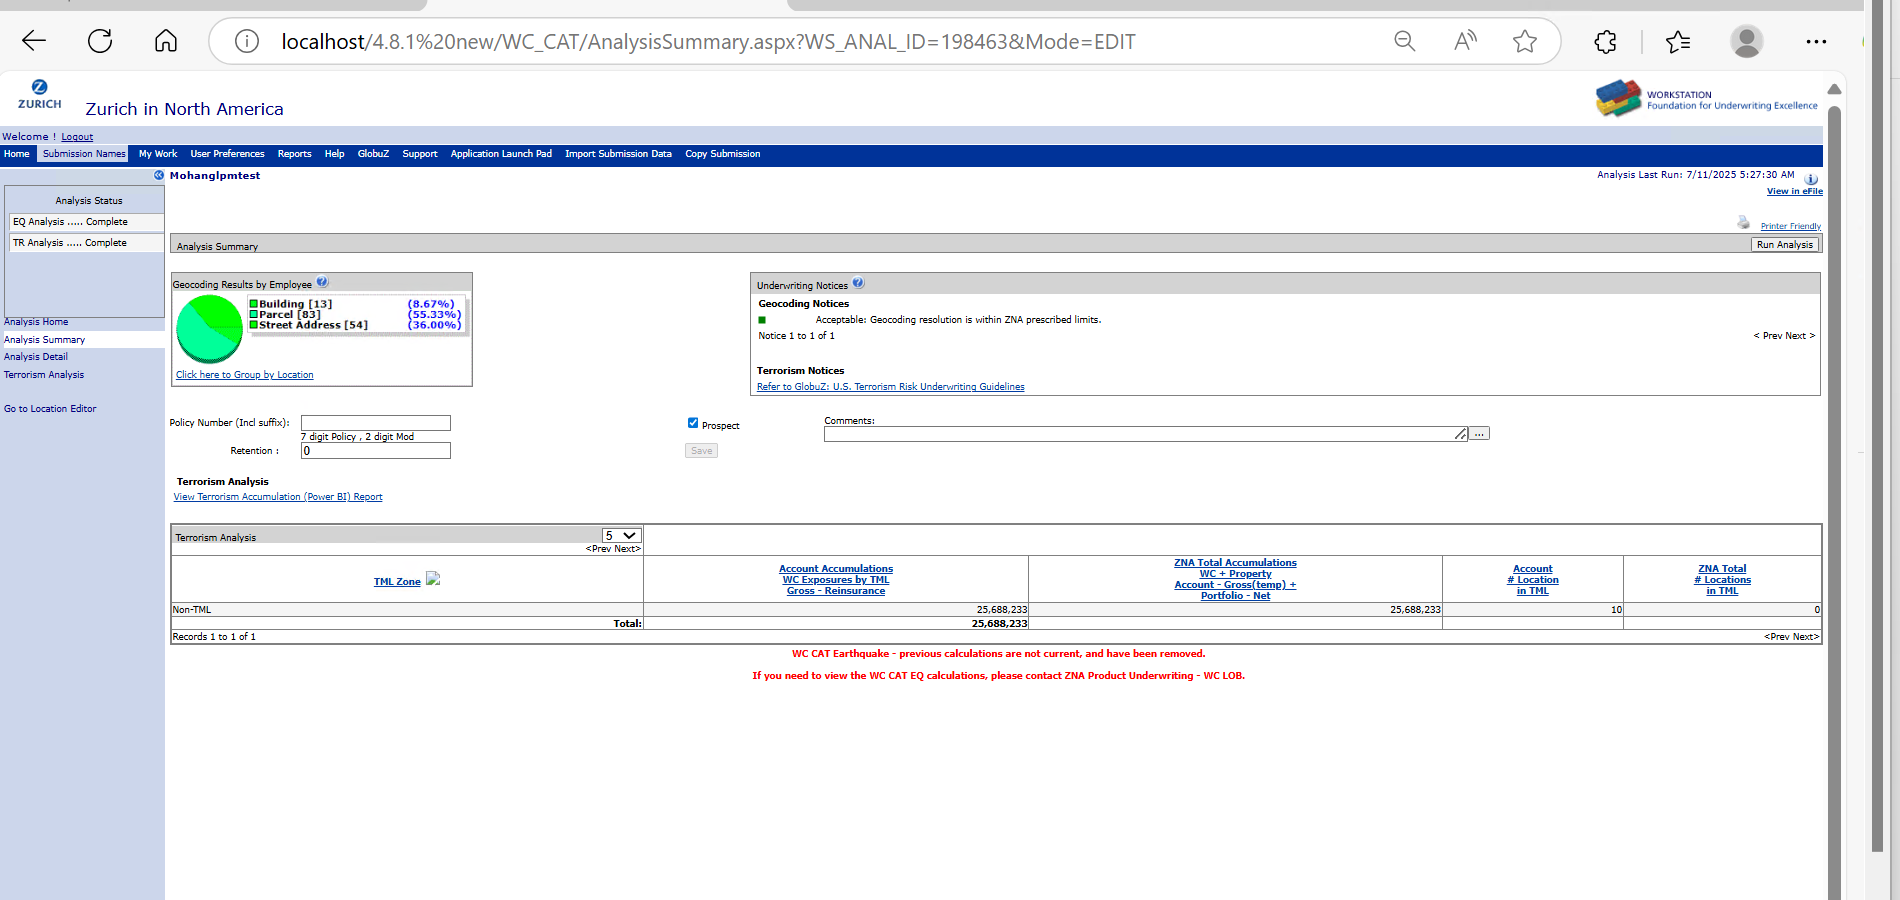 localhost/4.8.1%20new/WC_CAT/AnalysisSummary.aspx?WS_ANAL_ID=198463&Mode=EDIT
ZURICH
Zurich in North America
WORKSTATION
Foundation for Underwriting Excellence
Welcome ! Logout
Home Submission Names My Work User Preferences Reports Help GlobuZ Support Application Launch Pad Import Submission Data Copy Submission
Mohanglpmtest
Analysis Last Run: 7/11/2025 5:27:30 AM
View in eFile
Printer Friendly
Analysis Status
EQ Analysis ..... Complete
TR Analysis ..... Complete
Analysis Home
Analysis Summary
Analysis Detail
Terrorism Analysis
Go to Location Editor
Analysis Summary
Run Analysis
Geocoding Results by Employee
Building [13] (8.67%)
Parcel [83] (55.33%)
Street Address [54] (36.00%)
Click here to Group by Location
Underwriting Notices
Geocoding Notices
Acceptable: Geocoding resolution is within ZNA prescribed limits.
Notice 1 to 1 of 1
< Prev Next >
Terrorism Notices
Refer to GlobuZ: U.S. Terrorism Risk Underwriting Guidelines
Policy Number (Incl suffix):
7 digit Policy , 2 digit Mod
Retention : 0
Prospect
Save
Comments:
...
Terrorism Analysis
View Terrorism Accumulation (Power BI) Report
Terrorism Analysis 5
<Prev Next>
TML Zone
Account Accumulations
WC Exposures by TML
Gross - Reinsurance
ZNA Total Accumulations
WC + Property
Account - Gross(temp) +
Portfolio - Net
Account
# Location
in TML
ZNA Total
# Locations
in TML
Non-TML 25,688,233 25,688,233 10 0
Total: 25,688,233
Records 1 to 1 of 1 <Prev Next>
WC CAT Earthquake - previous calculations are not current, and have been removed.
If you need to view the WC CAT EQ calculations, please contact ZNA Product Underwriting - WC LOB.